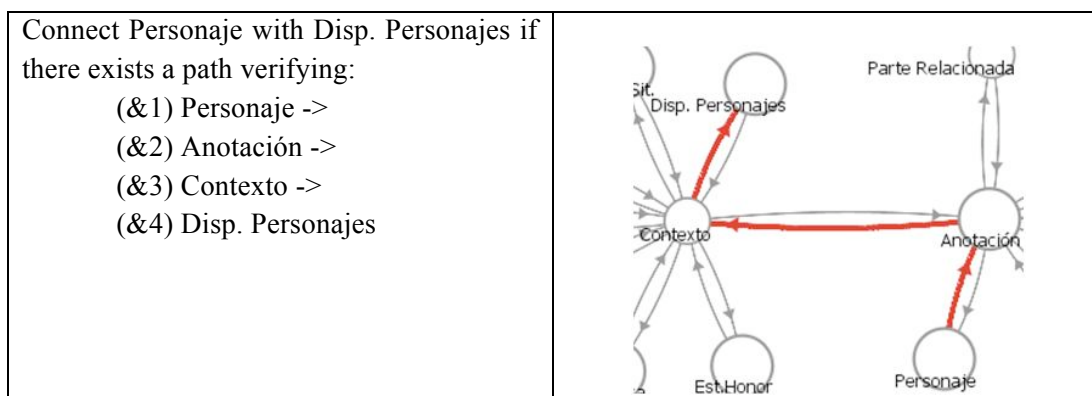 Connect Personaje with Disp. Personajes if
there exists a path verifying:
(&1) Personaje ->
(&2) Anotación ->
(&3) Contexto ->
(&4) Disp. Personajes
Parte Relacionada
Sit.
Disp. Personajes
Contexto
Anotación
Est.Honor
Personaje